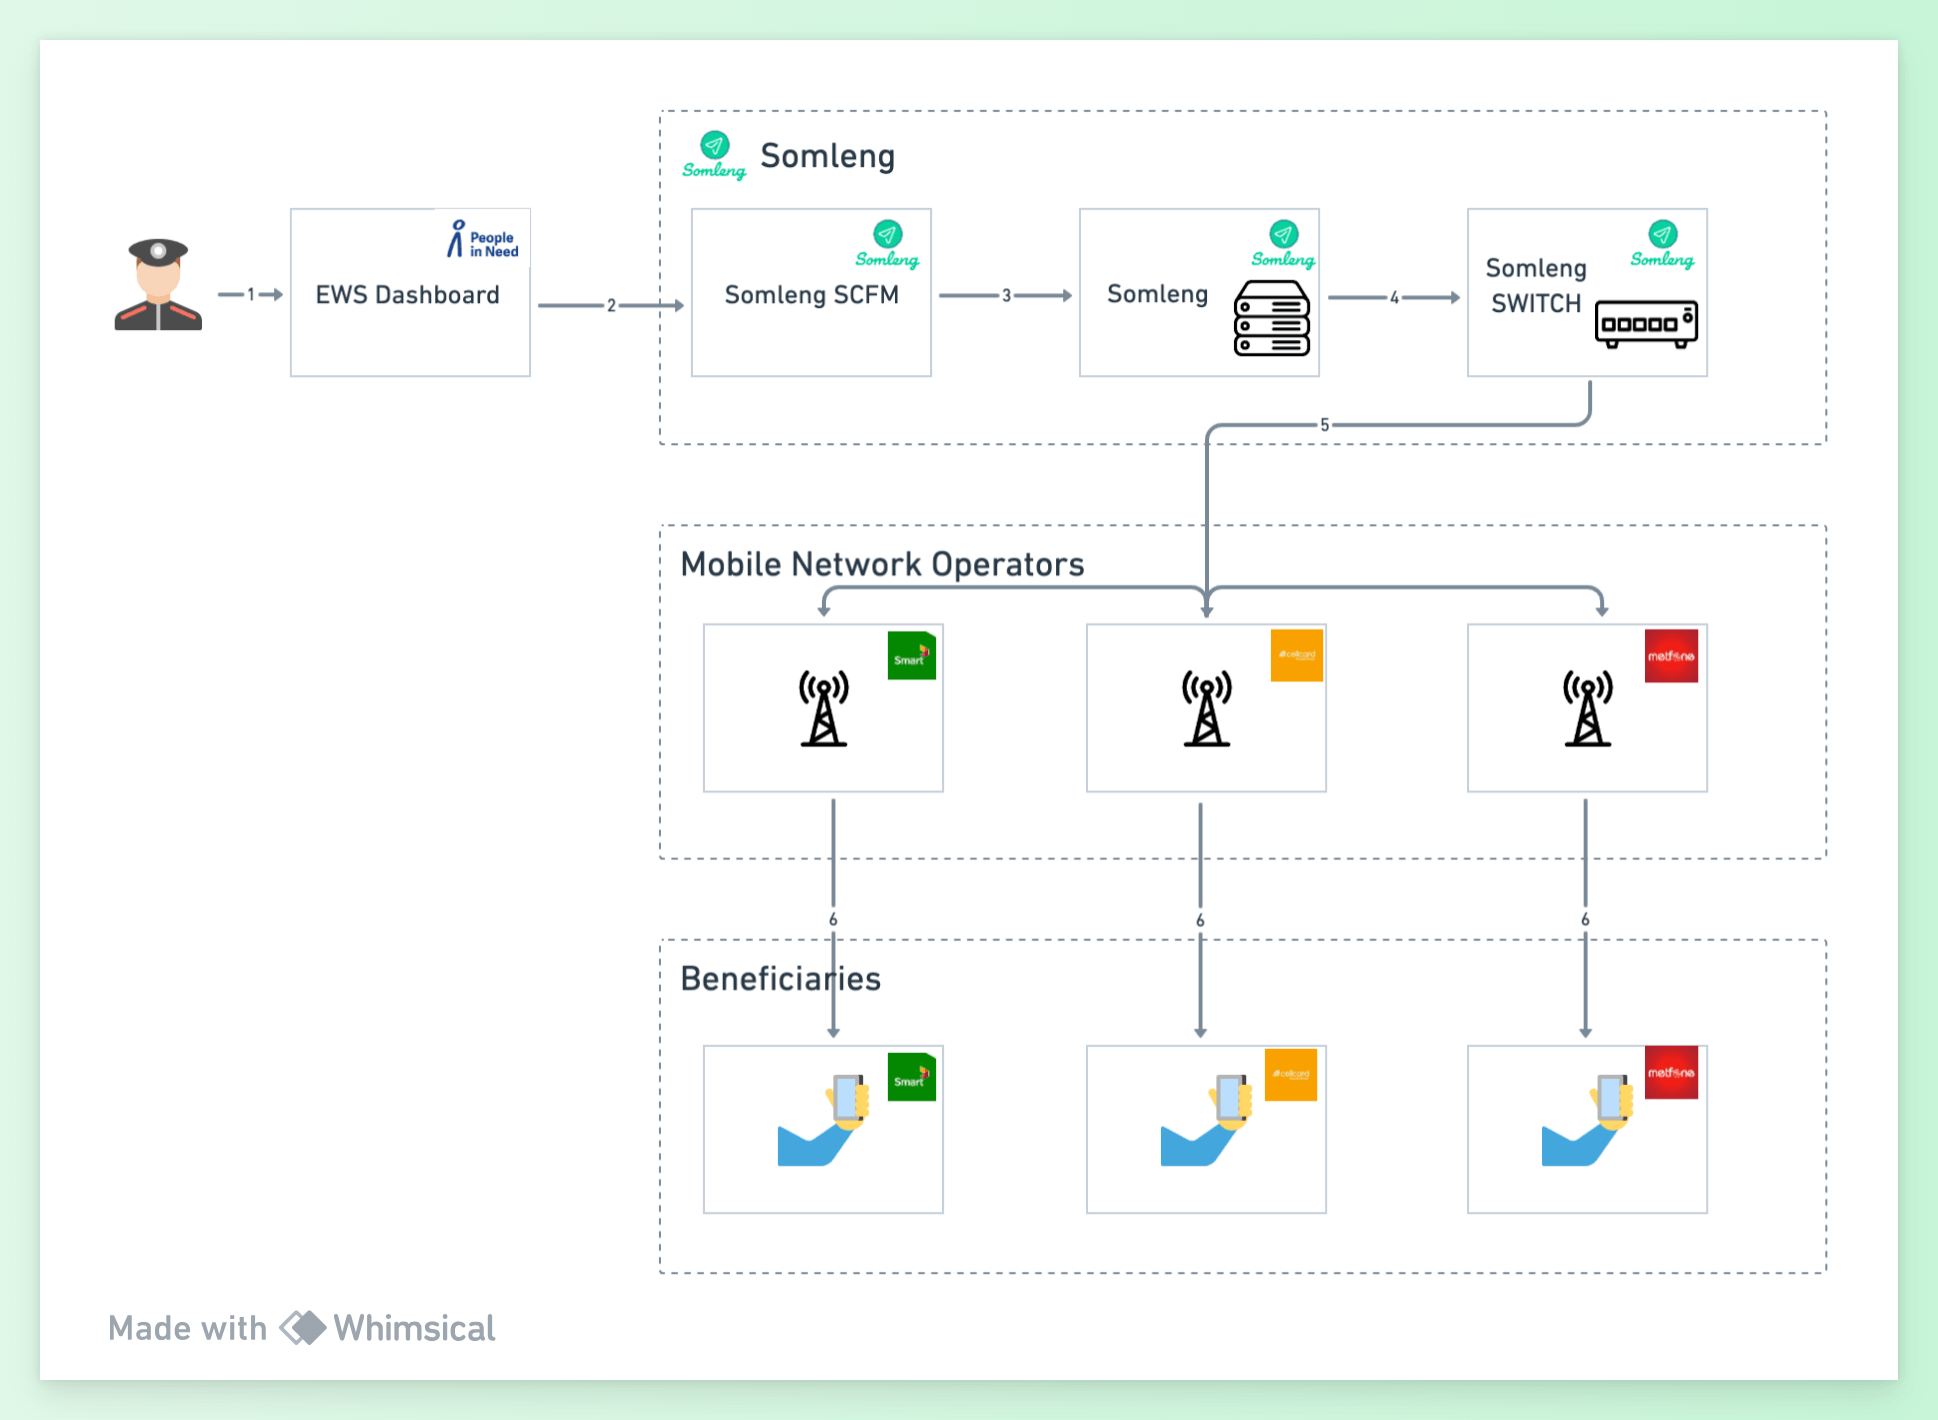 Somleng
Somleng
People
in Need
EWS Dashboard
Somleng
Somleng SCFM
Somleng
Somleng
Somleng
Somleng
SWITCH
1
2
3
4
5
Mobile Network Operators
Smart
cellcard
metfone
6
6
6
Beneficiaries
Smart
cellcard
metfone
Made with Whimsical